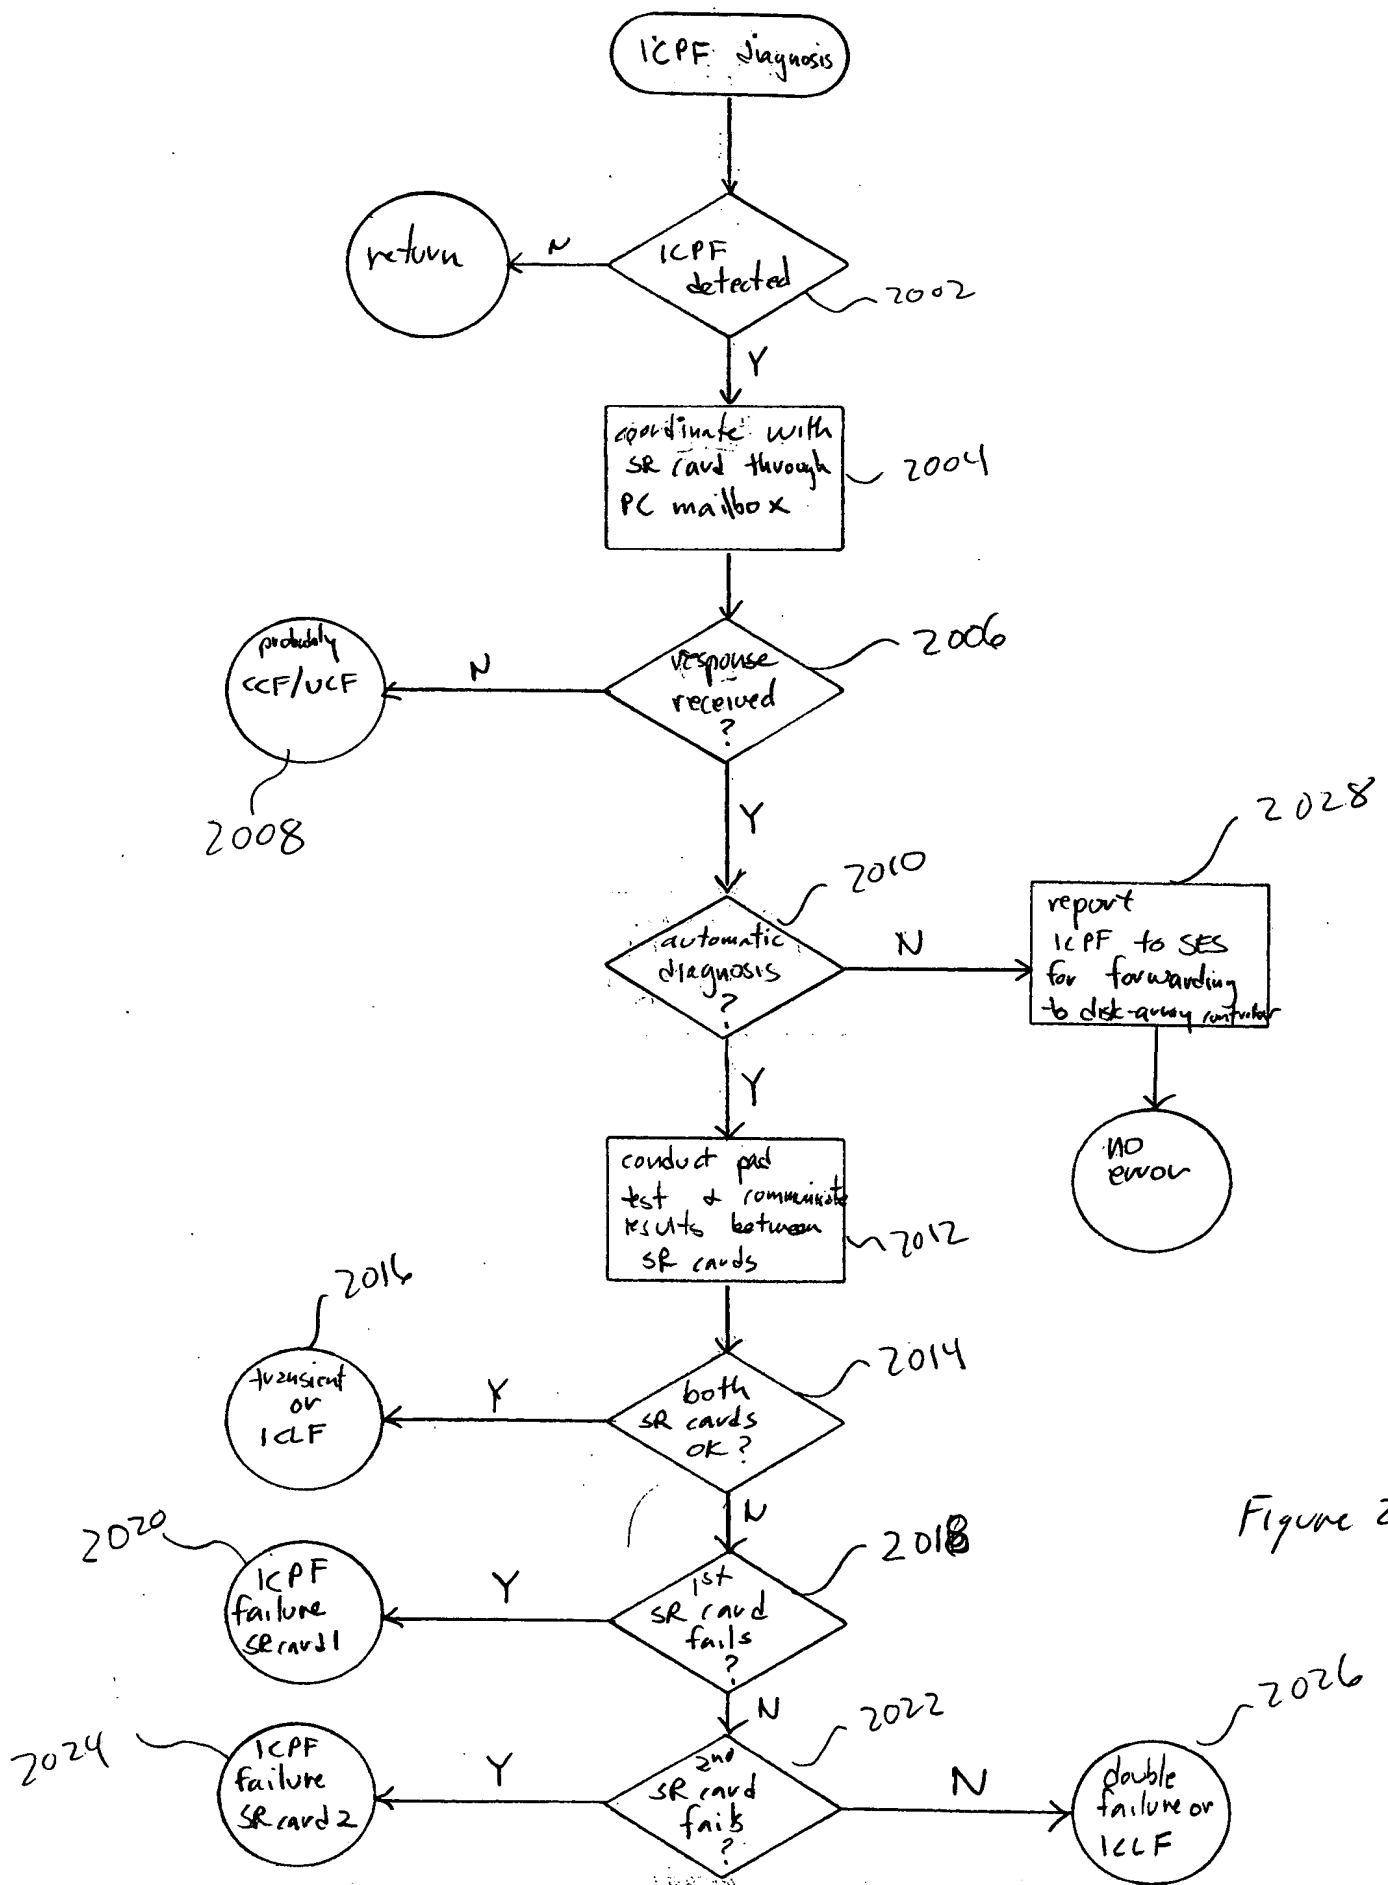 ICPF diagnosis
return
N
ICPF
detected
2002
Y
coordinate with
SR card through
PC mailbox
2004
probably
CCF/UCF
N
response
received
?
2006
2008
Y
2010
2028
automatic
diagnosis
?
N
report
ICPF to SES
for forwarding
to disk-array controller
Y
no
error
conduct pad
test & communicate
results between
SR cards
2012
2016
transient
or
ICLF
Y
both
SR cards
OK?
2014
N
Figure 2
2020
ICPF
failure
SR card 1
Y
1st
SR card
fails
?
2018
N
2024
ICPF
failure
SR card 2
Y
2nd
SR card
fails
?
2022
N
double
failure or
ICLF
2026